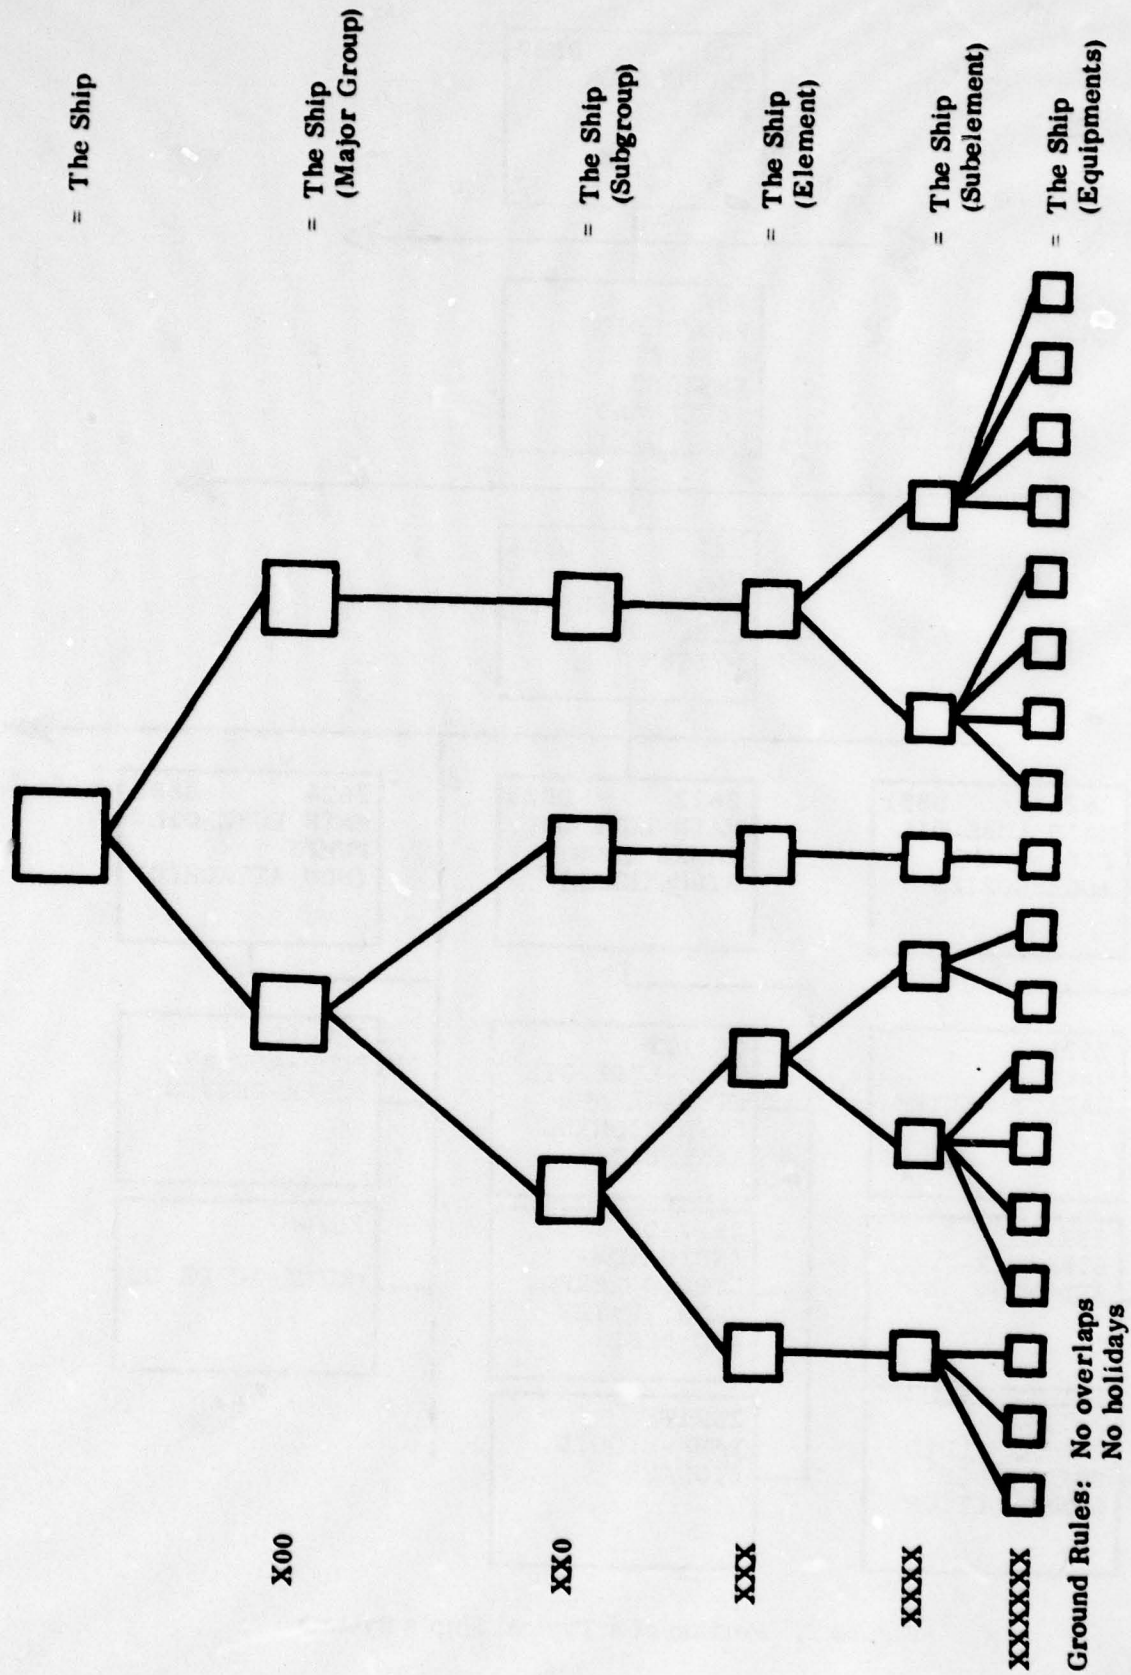 = The Ship
X00
= The Ship
(Major Group)
XX0
= The Ship
(Subgroup)
XXX
= The Ship
(Element)
XXXX
= The Ship
(Subelement)
XXXXXX
= The Ship
(Equipments)
Ground Rules: No overlaps
No holidays